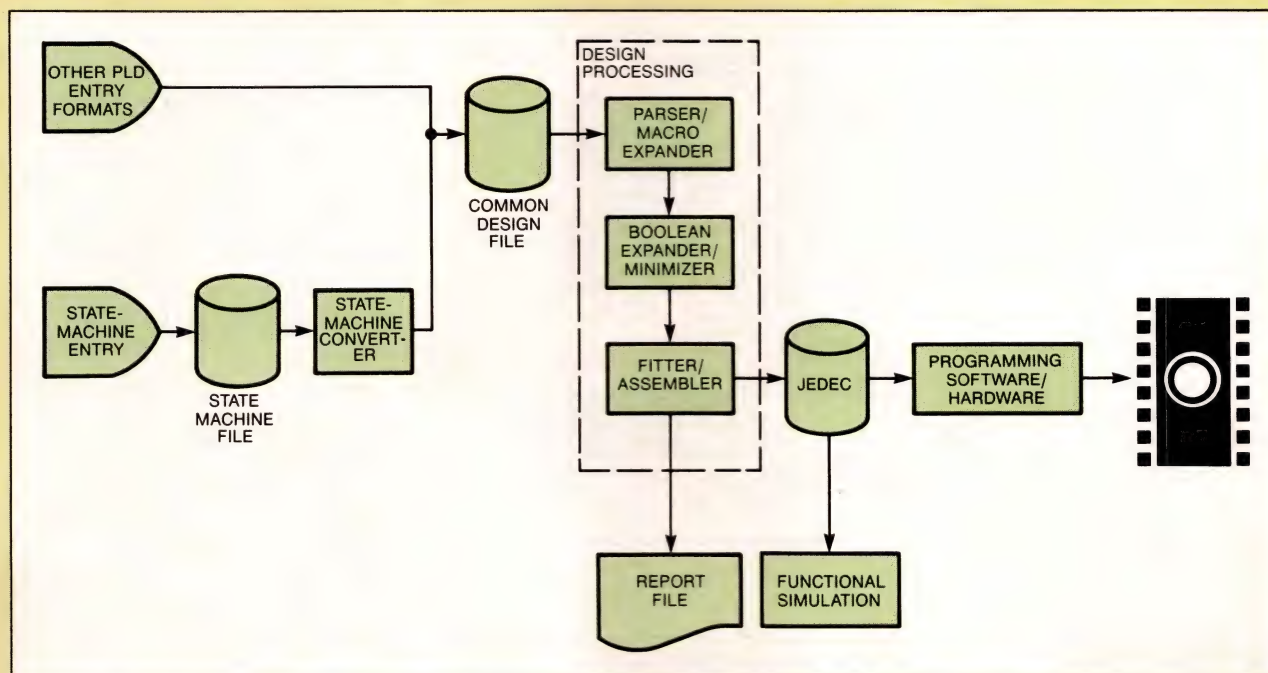 OTHER PLD
ENTRY
FORMATS
STATE-
MACHINE
ENTRY
STATE
MACHINE
FILE
STATE-
MACHINE
CONVERT-
ER
COMMON
DESIGN
FILE
DESIGN
PROCESSING
PARSER/
MACRO
EXPANDER
BOOLEAN
EXPANDER/
MINIMIZER
FITTER/
ASSEMBLER
REPORT
FILE
JEDEC
FUNCTIONAL
SIMULATION
PROGRAMMING
SOFTWARE/
HARDWARE